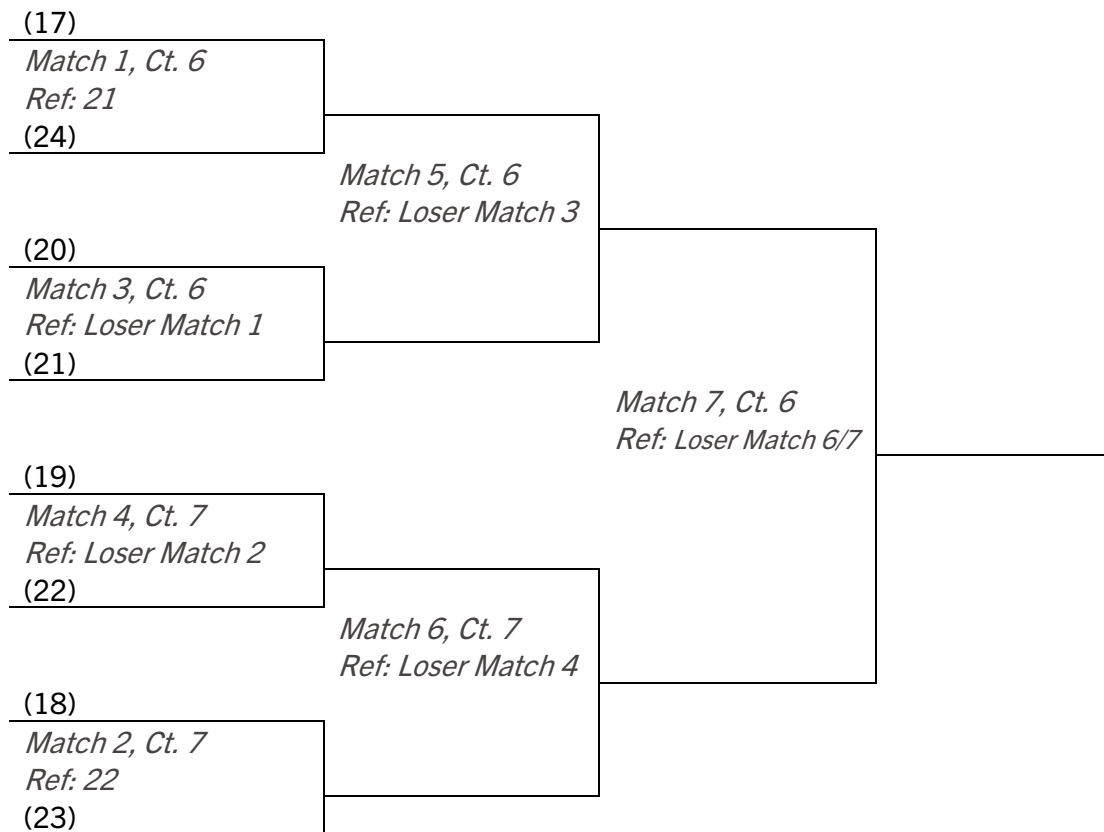 (17)
Match 1, Ct. 6
Ref: 21
(24)
Match 5, Ct. 6
Ref: Loser Match 3
(20)
Match 3, Ct. 6
Ref: Loser Match 1
(21)
Match 7, Ct. 6
Ref: Loser Match 6/7
(19)
Match 4, Ct. 7
Ref: Loser Match 2
(22)
Match 6, Ct. 7
Ref: Loser Match 4
(18)
Match 2, Ct. 7
Ref: 22
(23)